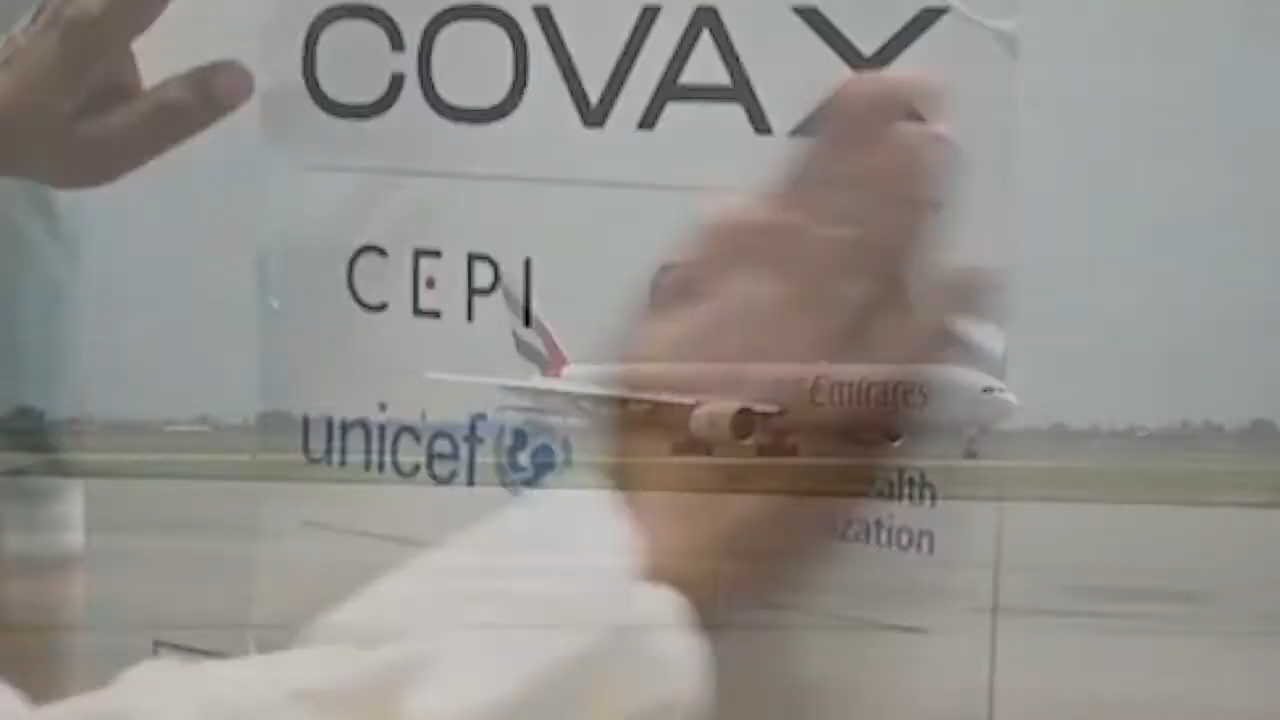 COVAX
CEPI
unicef
Emirates
alth
zation